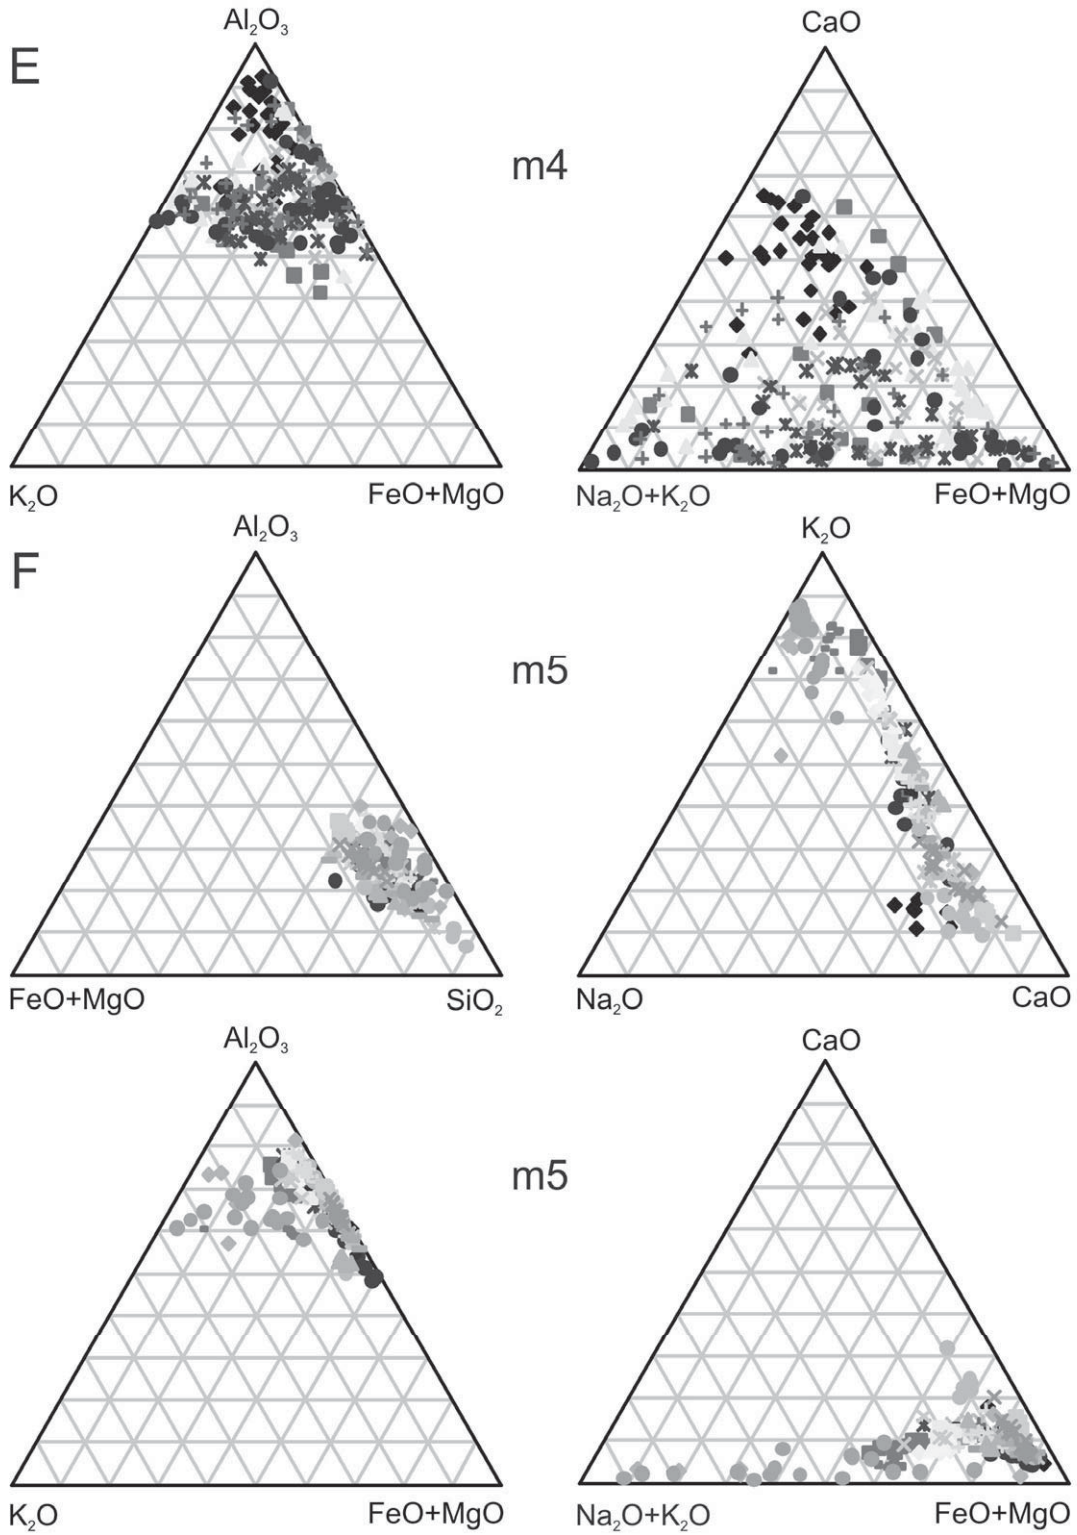 Al₂O₃ CaO
E
m4
K₂O FeO+MgO Na₂O+K₂O FeO+MgO
Al₂O₃ K₂O
F
m5
FeO+MgO SiO₂ Na₂O CaO
Al₂O₃ CaO
m5
K₂O FeO+MgO Na₂O+K₂O FeO+MgO